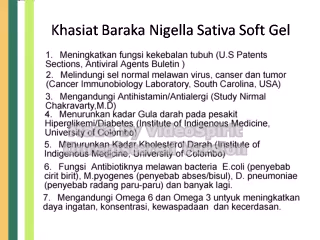 Khasiat Baraka Nigella Sativa Soft Gel
1. Meningkatkan fungsi kekebalan tubuh (U.S Patents
Sections, Antiviral Agents Buletin )
2. Melindungi sel normal melawan virus, canser dan tumor
(Cancer Immunobiology Laboratory, South Carolina, USA)
3. Mengandungi Antihistamin/Antialergi (Study Nirmal
Chakravarty,M.D)
4. Menurunkan kadar Gula darah pada pesakit
Hiperglikemi/Diabetes (Institute of Indigenous Medicine,
University of Colombo)
5. Menurunkan Kadar Kholesterol Darah (Institute of
Indigenous Medicine, University of Colombo)
6. Fungsi Antibiotiknya melawan bacteria E.coli (penyebab
cirit birit), M.pyogenes (penyebab abses/bisul), D. pneumoniae
(penyebab radang paru-paru) dan banyak lagi.
7. Mengandungi Omega 6 dan Omega 3 untyuk meningkatkan
daya ingatan, konsentrasi, kewaspadaan dan kecerdasan.
VideoSpirit